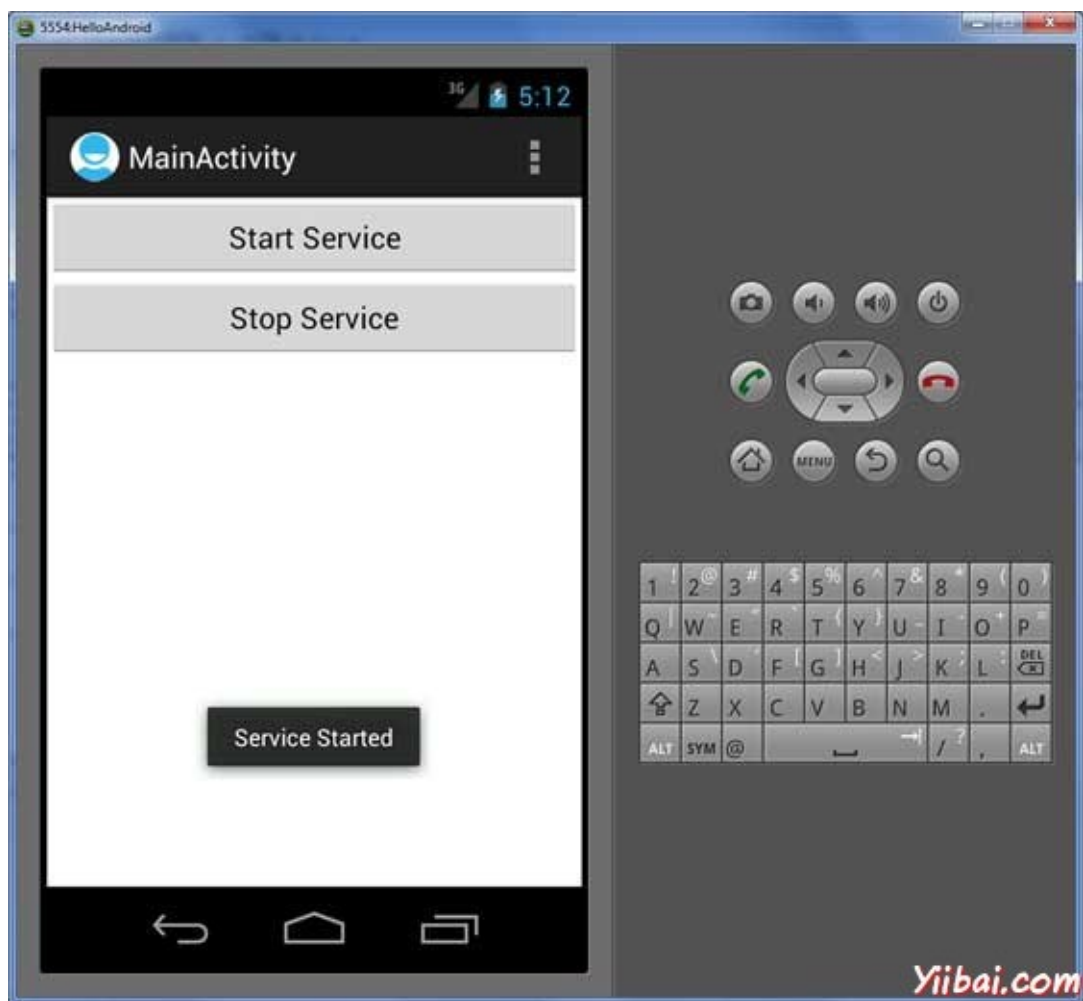 5554:HelloAndroid
3G 5:12
MainActivity
Start Service
Stop Service
Service Started
MENU
1 ! 2 @ 3 # 4 $ 5 % 6 ^ 7 & 8 * 9 ( 0 )
Q | W ~ E " R ` T { Y } U _ I - O + P =
A S \ D ' F [ G ] H < J > K ; L : DEL
Z X C V B N M .
ALT SYM @ / ? , ALT
Yiibai.com